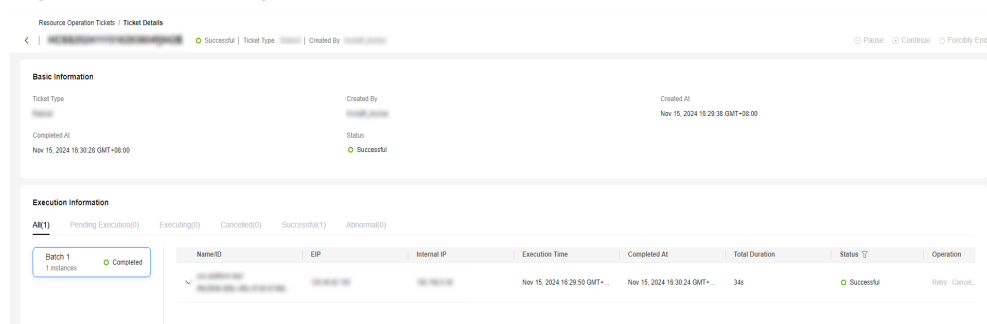 Resource Operation Tickets / Ticket Details
Successful | Ticket Type | Created By Pause Continue Forcibly End
Basic Information
Ticket Type Created By Created At
Nov 15, 2024 16:29:38 GMT+08:00
Completed At Status
Nov 15, 2024 16:30:28 GMT+08:00 Successful
Execution Information
All(1) Pending Execution(0) Executing(0) Cancelled(0) Successful(1) Abnormal(0)
Batch 1 Completed
1 instances
Name/ID EIP Internal IP Execution Time Completed At Total Duration Status Operation
Nov 15, 2024 16:29:50 GMT+... Nov 15, 2024 16:30:24 GMT+... 34s Successful Retry Cancel...